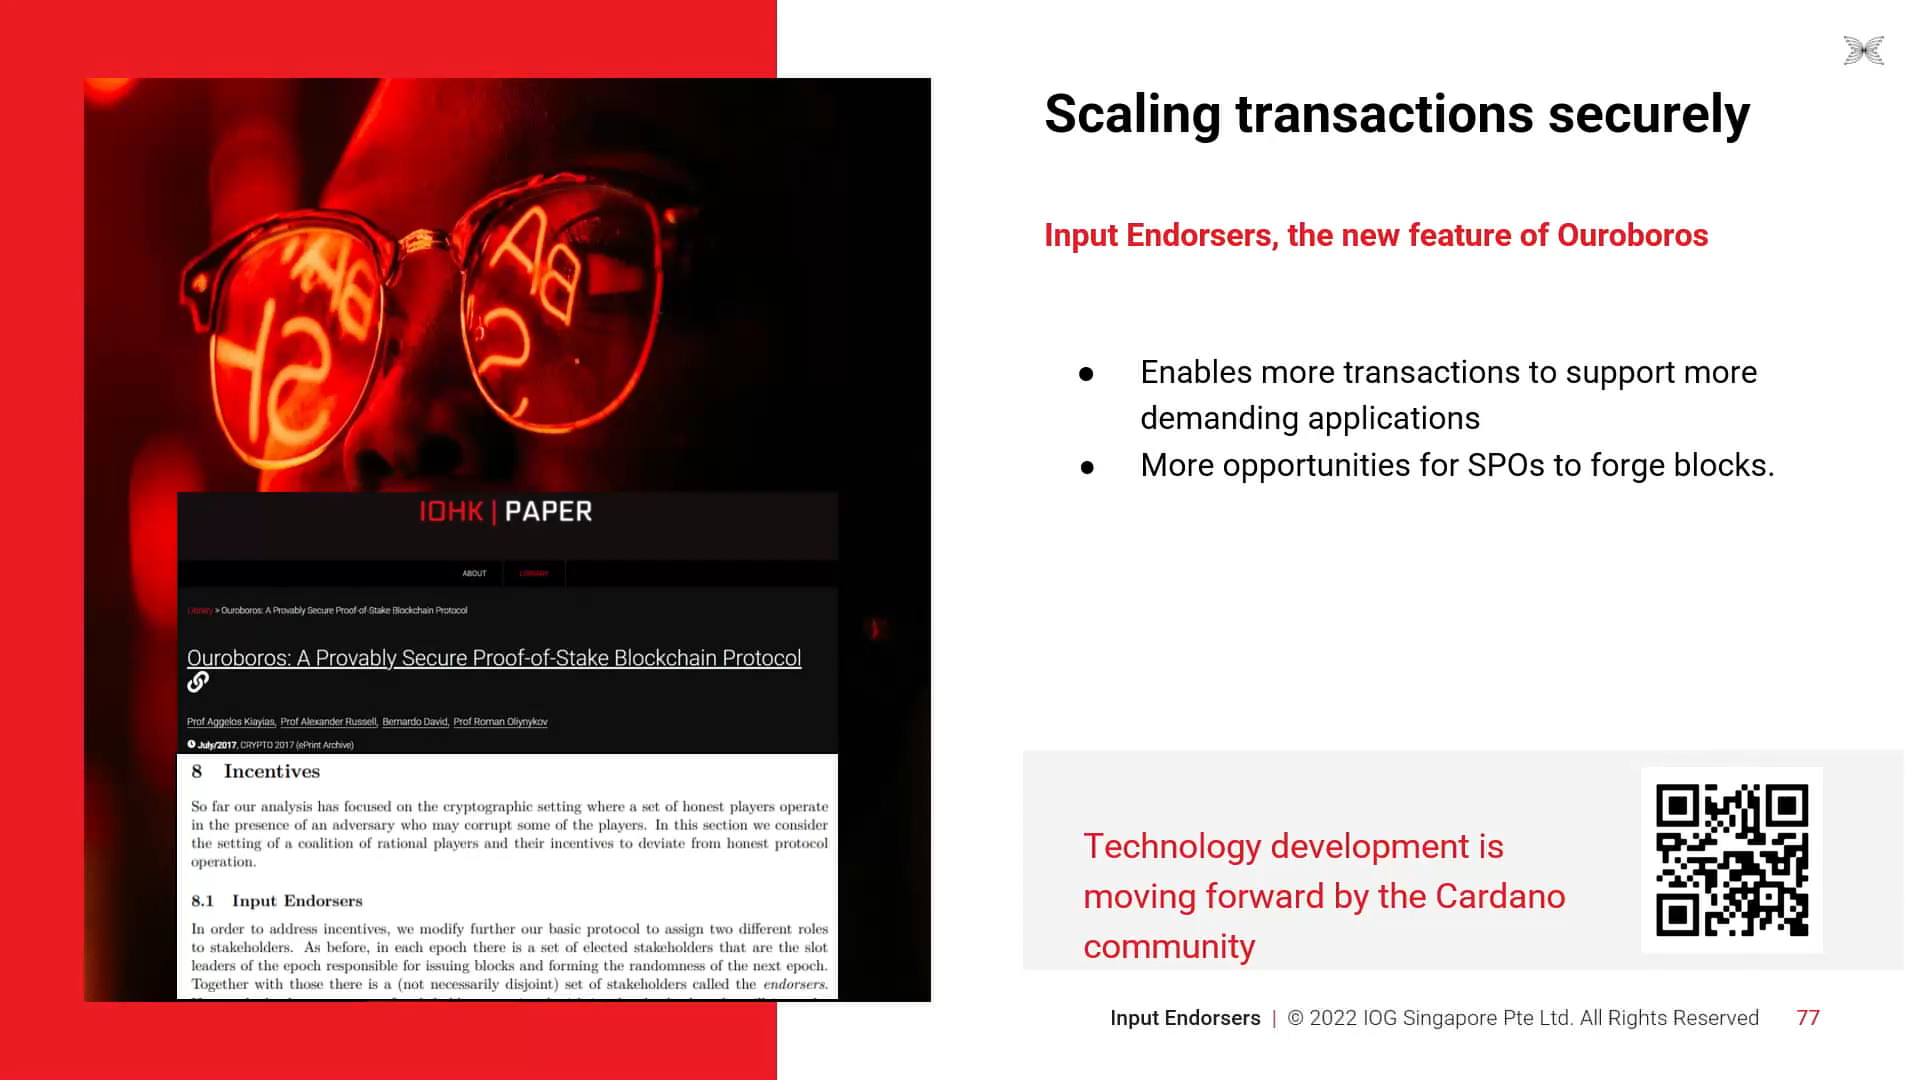 Scaling transactions securely
Input Endorsers, the new feature of Ouroboros
● Enables more transactions to support more
demanding applications
● More opportunities for SPOs to forge blocks.
IOHK | PAPER
ABOUT
LIBRARY
Library » Ouroboros: A Provably Secure Proof-of-Stake Blockchain Protocol
Ouroboros: A Provably Secure Proof-of-Stake Blockchain Protocol
Prof Aggelos Kiayias, Prof Alexander Russell, Bernardo David, Prof Roman Oliynykov
July/2017, CRYPTO 2017 (ePrint Archive)
8 Incentives
So far our analysis has focused on the cryptographic setting where a set of honest players operate
in the presence of an adversary who may corrupt some of the players. In this section we consider
the setting of a coalition of rational players and their incentives to deviate from honest protocol
operation.
8.1 Input Endorsers
In order to address incentives, we modify further our basic protocol to assign two different roles
to stakeholders. As before, in each epoch there is a set of elected stakeholders that are the slot
leaders of the epoch responsible for issuing blocks and forming the randomness of the next epoch.
Together with those there is a (not necessarily disjoint) set of stakeholders called the endorsers.
Technology development is
moving forward by the Cardano
community
Input Endorsers | © 2022 IOG Singapore Pte Ltd. All Rights Reserved 77